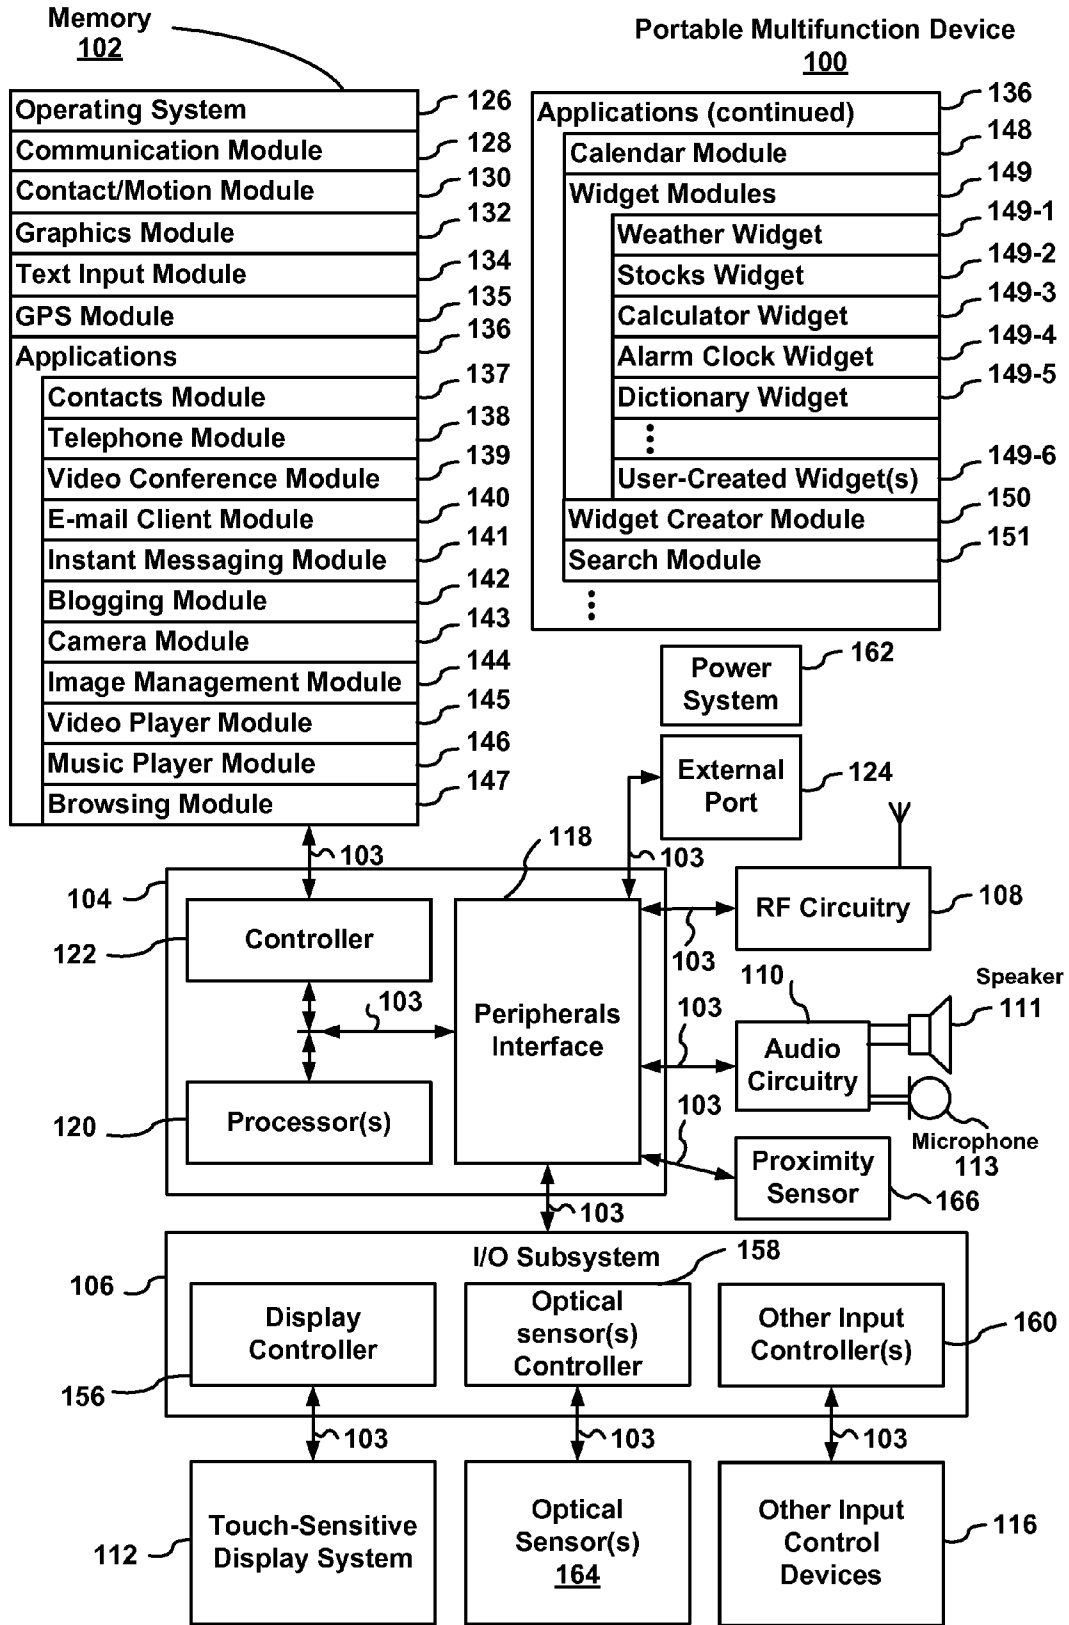 Memory
102
Operating System 126
Communication Module 128
Contact/Motion Module 130
Graphics Module 132
Text Input Module 134
GPS Module 135
Applications 136
Contacts Module 137
Telephone Module 138
Video Conference Module 139
E-mail Client Module 140
Instant Messaging Module 141
Blogging Module 142
Camera Module 143
Image Management Module 144
Video Player Module 145
Music Player Module 146
Browsing Module 147
Portable Multifunction Device
100
Applications (continued) 136
Calendar Module 148
Widget Modules 149
Weather Widget 149-1
Stocks Widget 149-2
Calculator Widget 149-3
Alarm Clock Widget 149-4
Dictionary Widget 149-5
User-Created Widget(s) 149-6
Widget Creator Module 150
Search Module 151
Power
System
162
External
Port
124
103
118
103
104
Controller
122
103
Peripherals
Interface
Processor(s)
120
RF Circuitry
108
103
110
Speaker
111
103
Audio
Circuitry
Microphone
113
103
Proximity
Sensor
166
103
I/O Subsystem
106
158
Display
Controller
156
Optical
sensor(s)
Controller
Other Input
Controller(s)
160
103
103
103
Touch-Sensitive
Display System
112
Optical
Sensor(s)
164
Other Input
Control
Devices
116